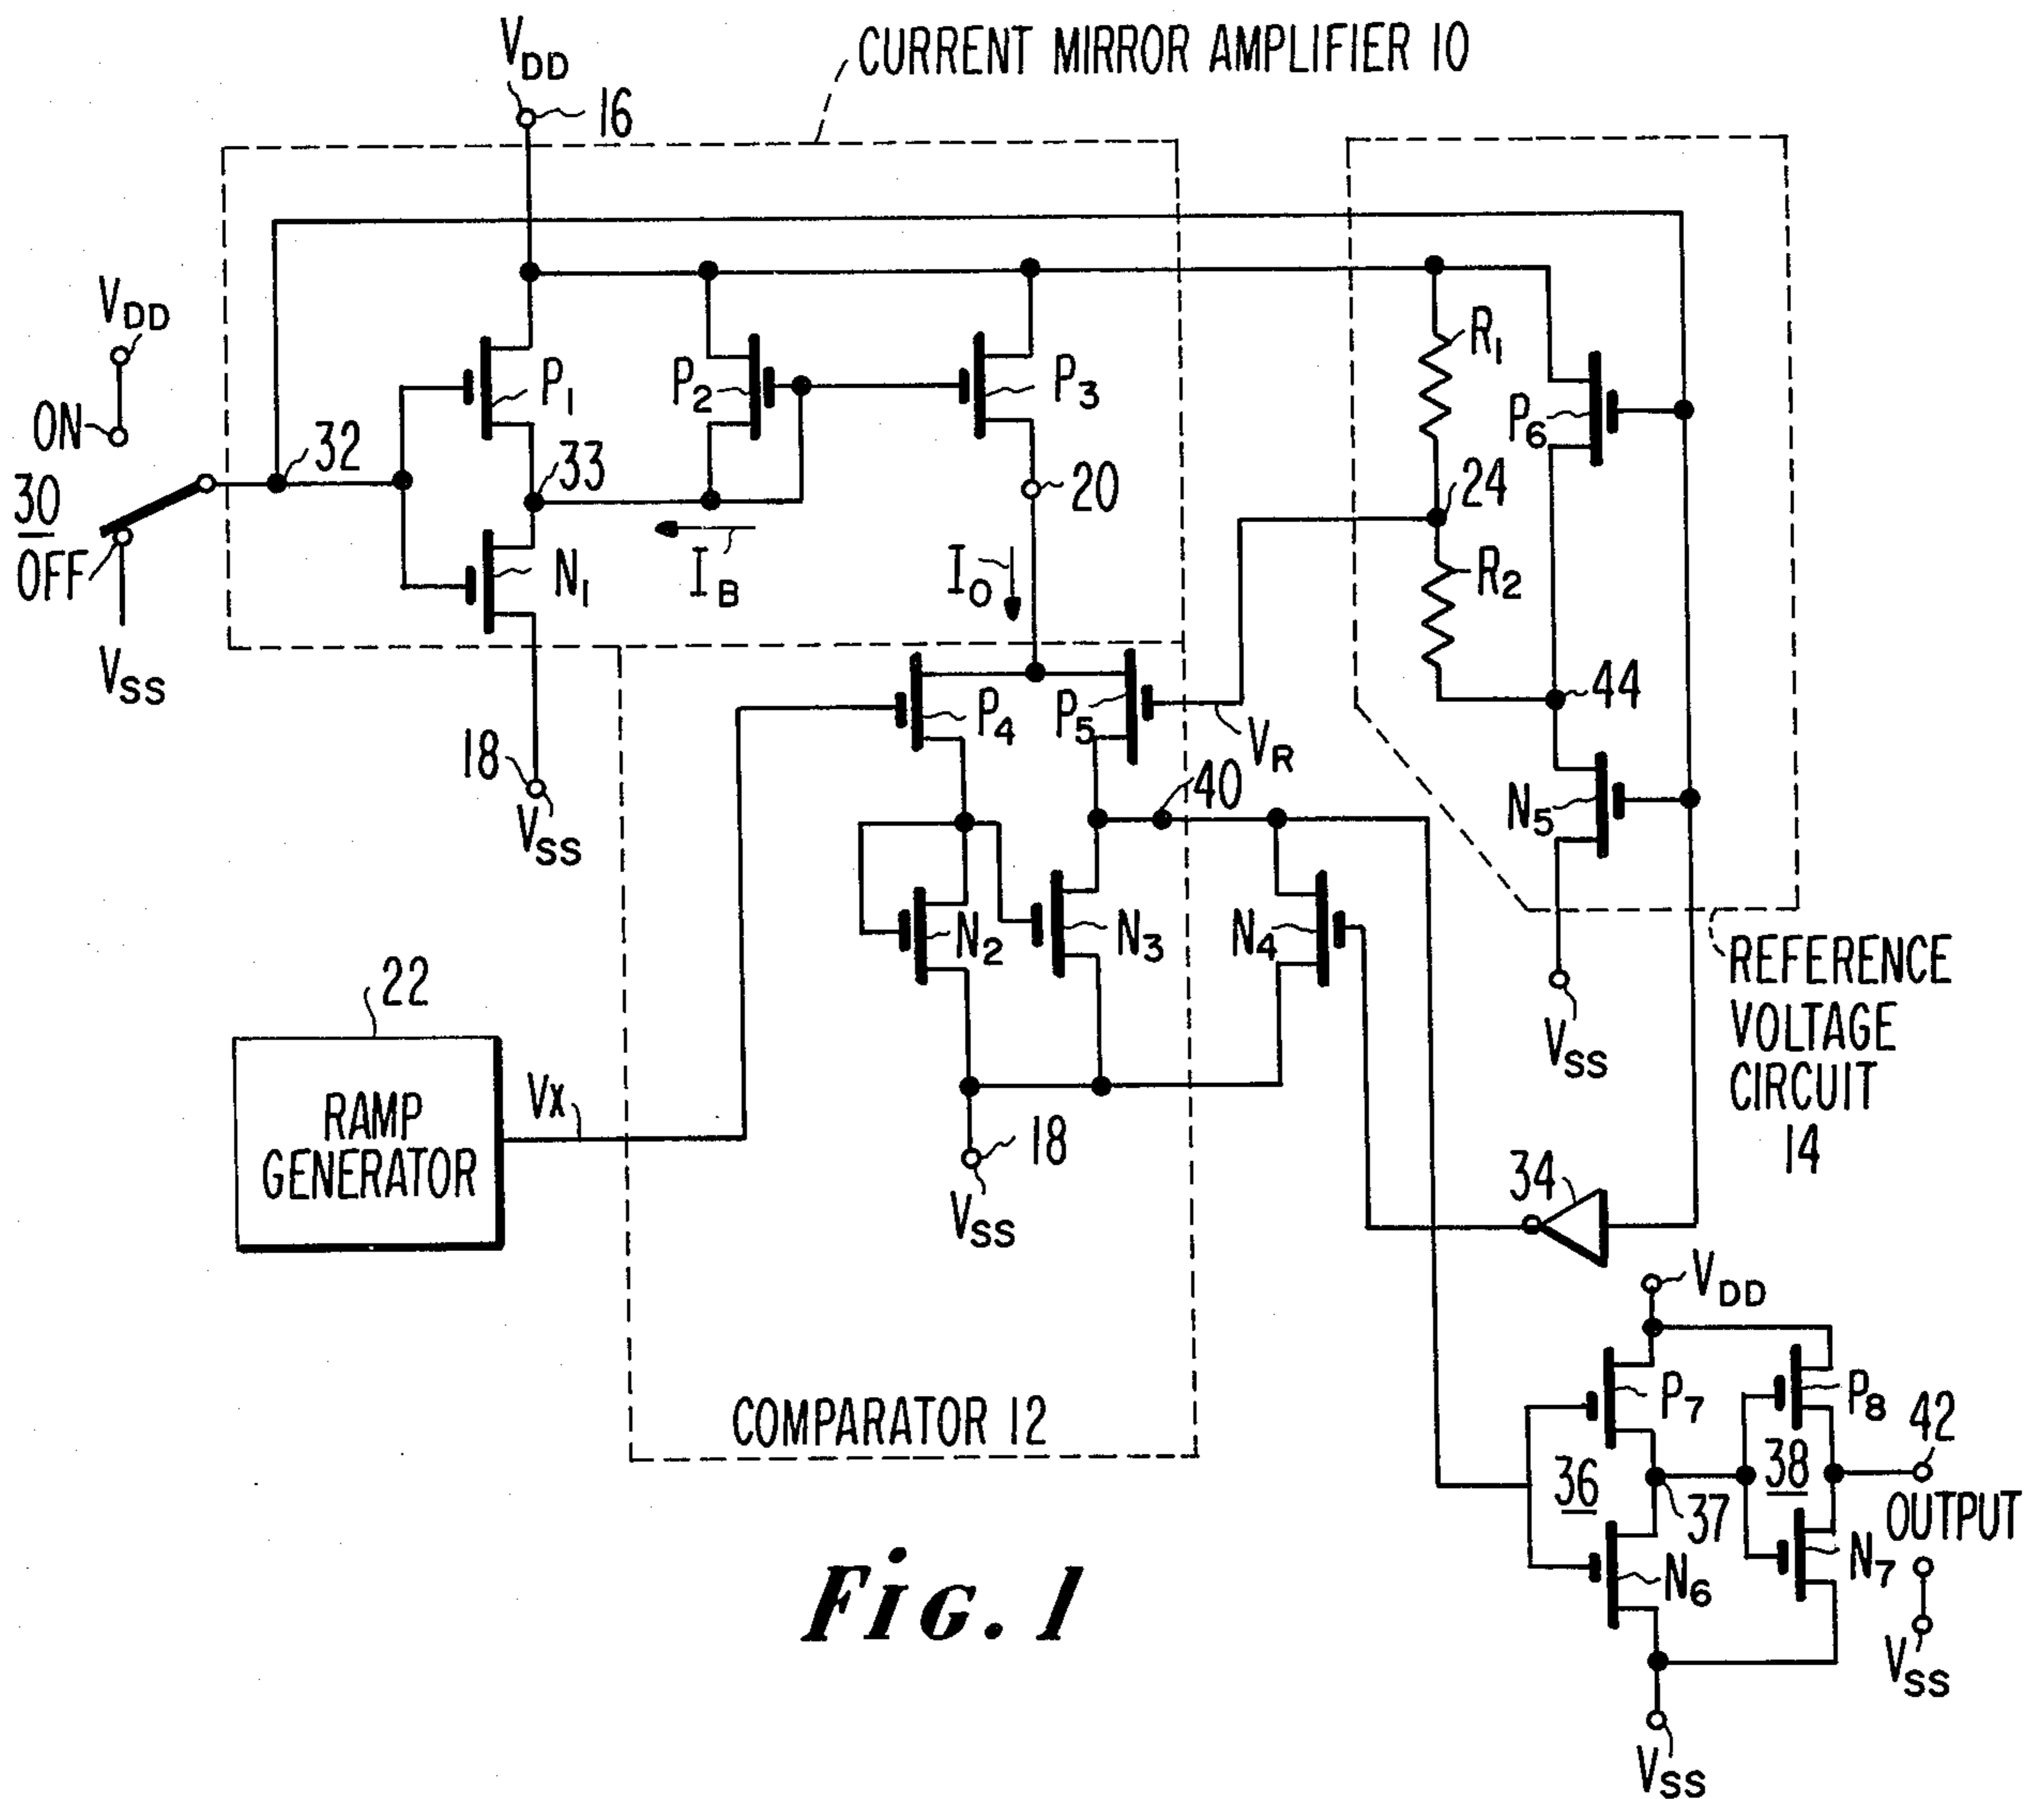 CURRENT MIRROR AMPLIFIER 10
VDD
16
VDD
ON
30
OFF
VSS
32
P1
33
N1
P2
IB
P3
20
IO
R1
24
R2
P6
44
N5
VSS
REFERENCE
VOLTAGE
CIRCUIT
14
18
VSS
P4
P5
VR
40
N2
N3
N4
22
RAMP
GENERATOR
VX
18
VSS
34
COMPARATOR 12
VDD
P7
P8
42
36
38
37
OUTPUT
N6
N7
VSS
VSS
Fig. 1